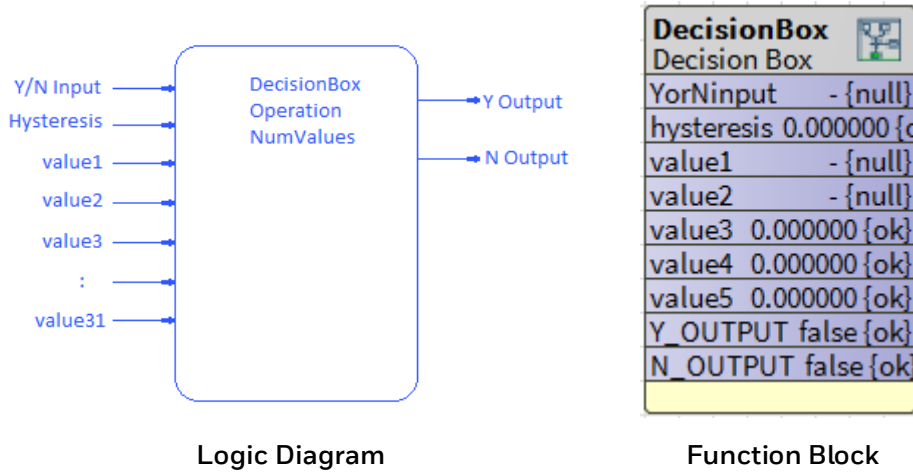 Y/N Input
Hysteresis
value1
value2
value3
:
value31
DecisionBox
Operation
NumValues
Y Output
N Output
Logic Diagram
DecisionBox
Decision Box
YorNinput - {null}
hysteresis 0.000000 {o
value1 - {null}
value2 - {null}
value3 0.000000 {ok}
value4 0.000000 {ok}
value5 0.000000 {ok}
Y_OUTPUT false {ok}
N_OUTPUT false {ok}
Function Block